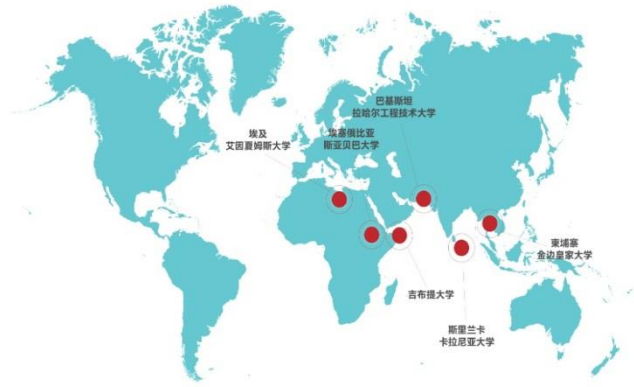 巴基斯坦
拉哈尔工程技术大学
埃及
艾因夏姆斯大学
埃塞俄比亚
斯亚贝巴大学
柬埔寨
金边皇家大学
吉布提大学
斯里兰卡
卡拉尼亚大学